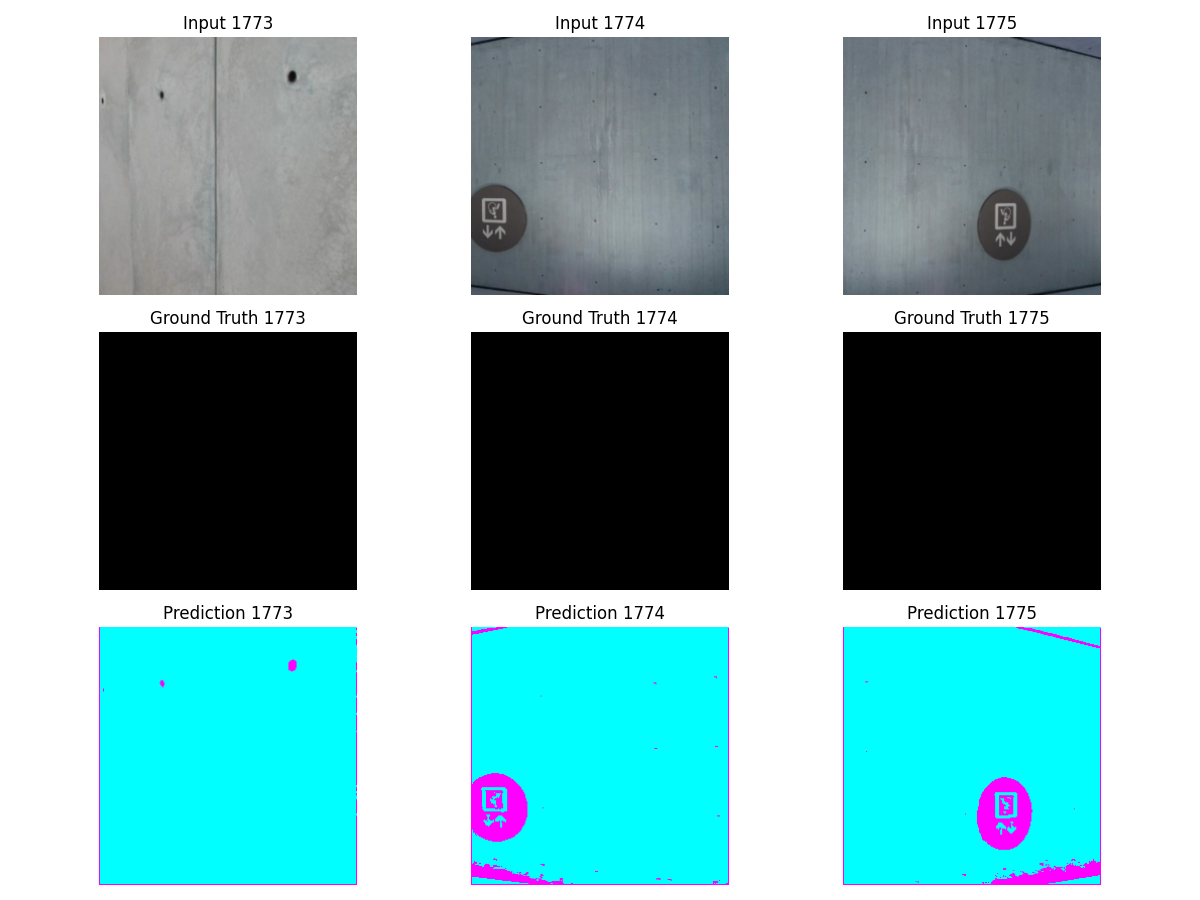 Input 1773
Input 1774
Input 1775
Ground Truth 1773
Ground Truth 1774
Ground Truth 1775
Prediction 1773
Prediction 1774
Prediction 1775